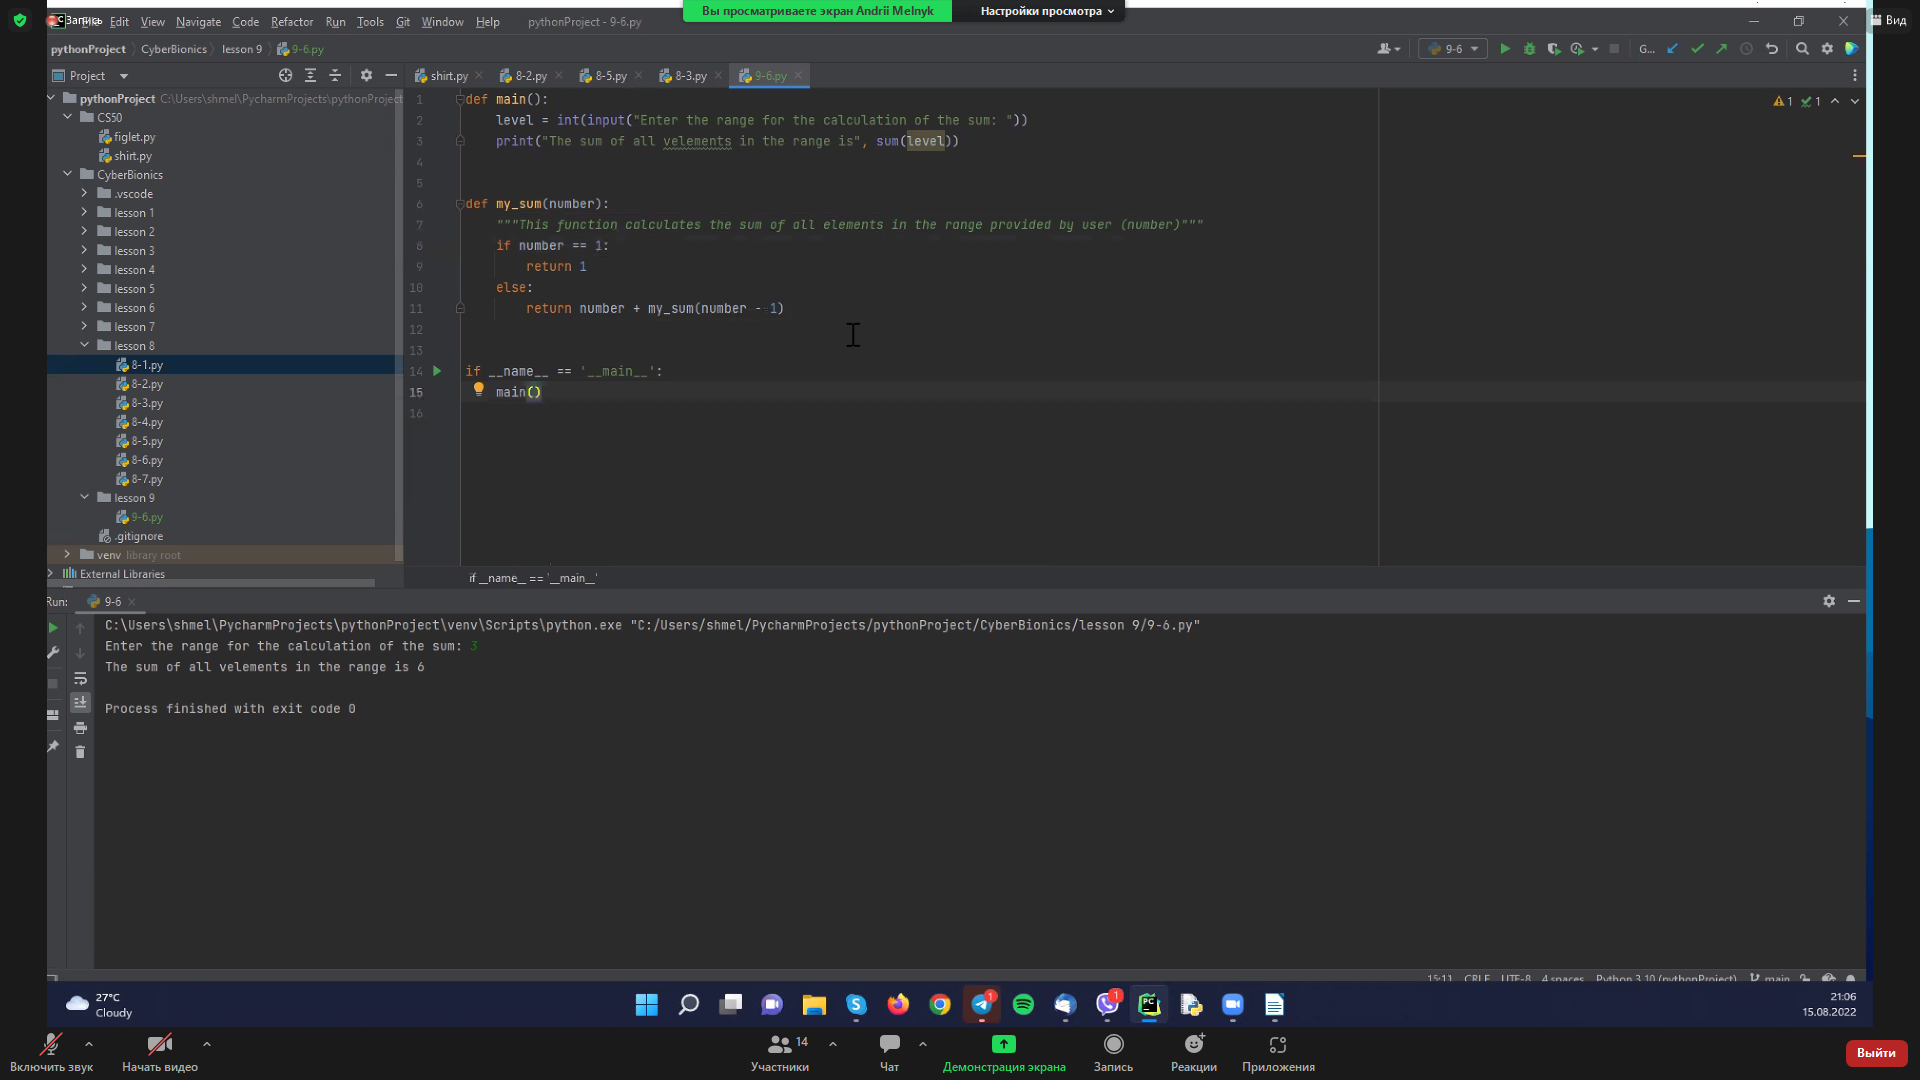 Вы просматриваете экран Andrii Melnyk
Настройки просмотра
Вид
Запись
Edit View Navigate Code Refactor Run Tools Git Window Help pythonProject - 9-6.py
pythonProject CyberBionics lesson 9 9-6.py
9-6 G...
Project
shirt.py 8-2.py 8-5.py 8-3.py 9-6.py
pythonProject C:\Users\shmel\PycharmProjects\pythonProject
CS50
figlet.py
shirt.py
CyberBionics
.vscode
lesson 1
lesson 2
lesson 3
lesson 4
lesson 5
lesson 6
lesson 7
lesson 8
8-1.py
8-2.py
8-3.py
8-4.py
8-5.py
8-6.py
8-7.py
lesson 9
9-6.py
.gitignore
venv library root
External Libraries
1 def main():
2 level = int(input("Enter the range for the calculation of the sum: "))
3 print("The sum of all velements in the range is", sum(level))
4
5
6 def my_sum(number):
7 """This function calculates the sum of all elements in the range provided by user (number)"""
8 if number == 1:
9 return 1
10 else:
11 return number + my_sum(number - 1)
12
13
14 if __name__ == '__main__':
15 main()
16
1 1
if __name__ == '__main__'
Run: 9-6
C:\Users\shmel\PycharmProjects\pythonProject\venv\Scripts\python.exe "C:/Users/shmel/PycharmProjects/pythonProject/CyberBionics/lesson 9/9-6.py"
Enter the range for the calculation of the sum: 3
The sum of all velements in the range is 6
Process finished with exit code 0
15:11 CRLF UTF-8 4 spaces Python 3.10 (pythonProject) main
27°C
Cloudy
1
1
PC
21:06
15.08.2022
Включить звук
Начать видео
14
Участники
Чат
Демонстрация экрана
Запись
Реакции
Приложения
Выйти